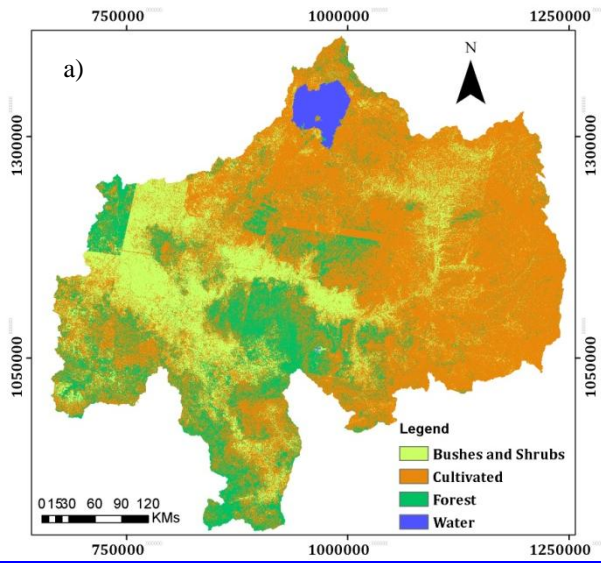 750000 1000000 1250000
a)
N
1300000 1300000
1050000 1050000
Legend
Bushes and Shrubs
Cultivated
Forest
Water
0 15 30 60 90 120
KMs
750000 1000000 1250000